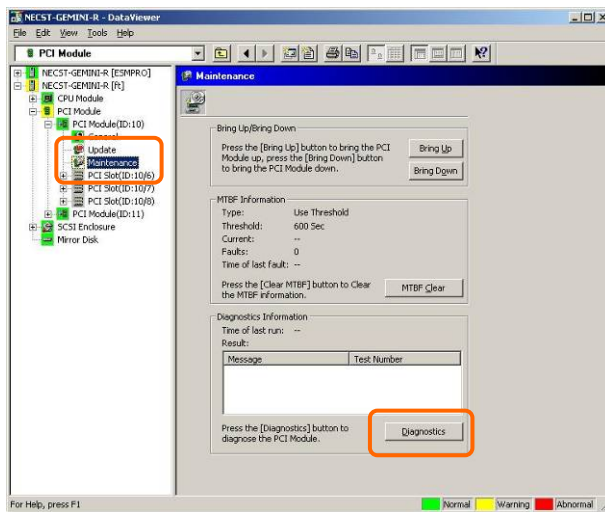 NECST-GEMINI-R - DataViewer
File Edit View Tools Help
PCI Module
NECST-GEMINI-R [ESMPRO]
NECST-GEMINI-R [ft]
CPU Module
PCI Module
PCI Module(ID:10)
General
Update
Maintenance
PCI Slot(ID:10/6)
PCI Slot(ID:10/7)
PCI Slot(ID:10/8)
PCI Module(ID:11)
SCSI Enclosure
Mirror Disk
Maintenance
Bring Up/Bring Down
Press the [Bring Up] button to bring the PCI
Module up, press the [Bring Down] button
to bring the PCI Module down.
Bring Up
Bring Down
MTBF Information
Type: Use Threshold
Threshold: 600 Sec
Current: --
Faults: 0
Time of last fault: --
Press the [Clear MTBF] button to Clear
the MTBF information.
MTBF Clear
Diagnostics Information
Time of last run: --
Result:
Message Test Number
Press the [Diagnostics] button to
diagnose the PCI Module.
Diagnostics
For Help, press F1
Normal Warning Abnormal